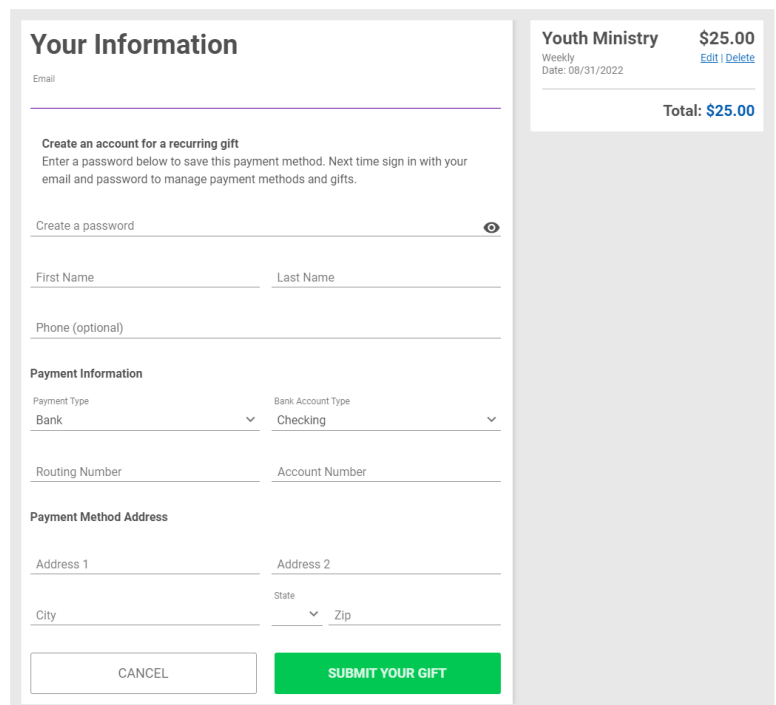 Your Information
Email
Create an account for a recurring gift
Enter a password below to save this payment method. Next time sign in with your
email and password to manage payment methods and gifts.
Create a password
First Name Last Name
Phone (optional)
Payment Information
Payment Type Bank Account Type
Bank Checking
Routing Number Account Number
Payment Method Address
Address 1 Address 2
State
City Zip
CANCEL SUBMIT YOUR GIFT
Youth Ministry $25.00
Weekly Edit | Delete
Date: 08/31/2022
Total: $25.00